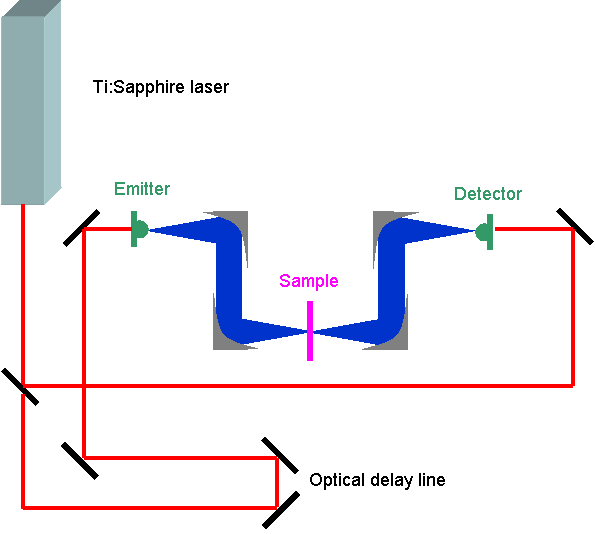 Ti:Sapphire laser
Emitter
Detector
Sample
Optical delay line